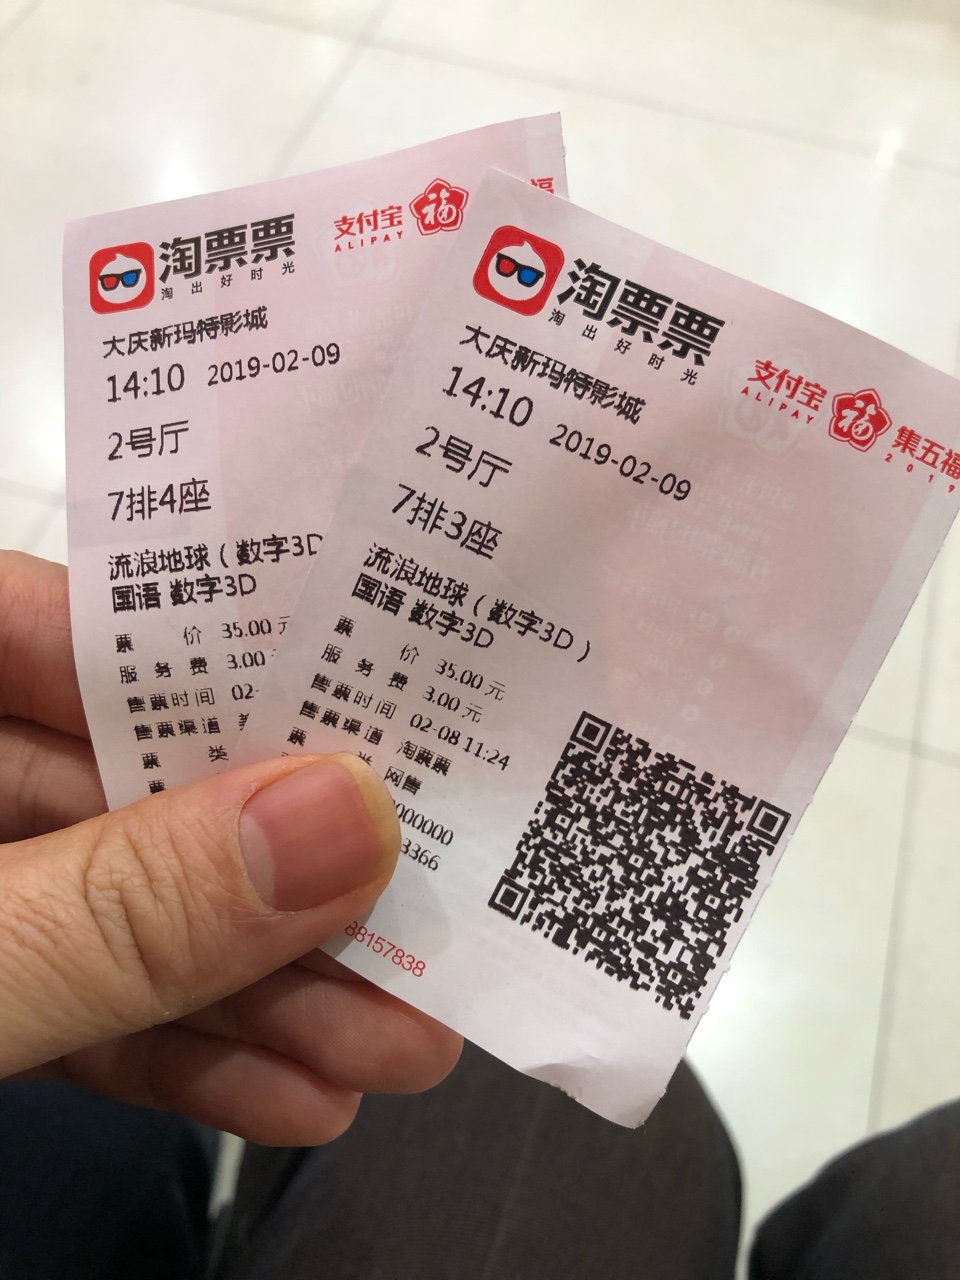 淘票票
淘出好时光
支付宝
ALIPAY
福
福
大庆新玛特影城
14:10 2019-02-09
2号厅
7排4座
流浪地球(数字3D
国语 数字3D
票 价 35.00 元
服务费 3.00
售票时间 02-
售票渠道
票 类
票
淘票票
淘出好时光
支付宝
ALIPAY
福
集五福
2019
大庆新玛特影城
14:10 2019-02-09
2号厅
7排3座
流浪地球(数字3D)
国语 数字3D
票 价 35.00 元
服务费 3.00 元
售票时间 02-08 11:24
售票渠道 淘票票
票 类 网售
000000
3366
88157838